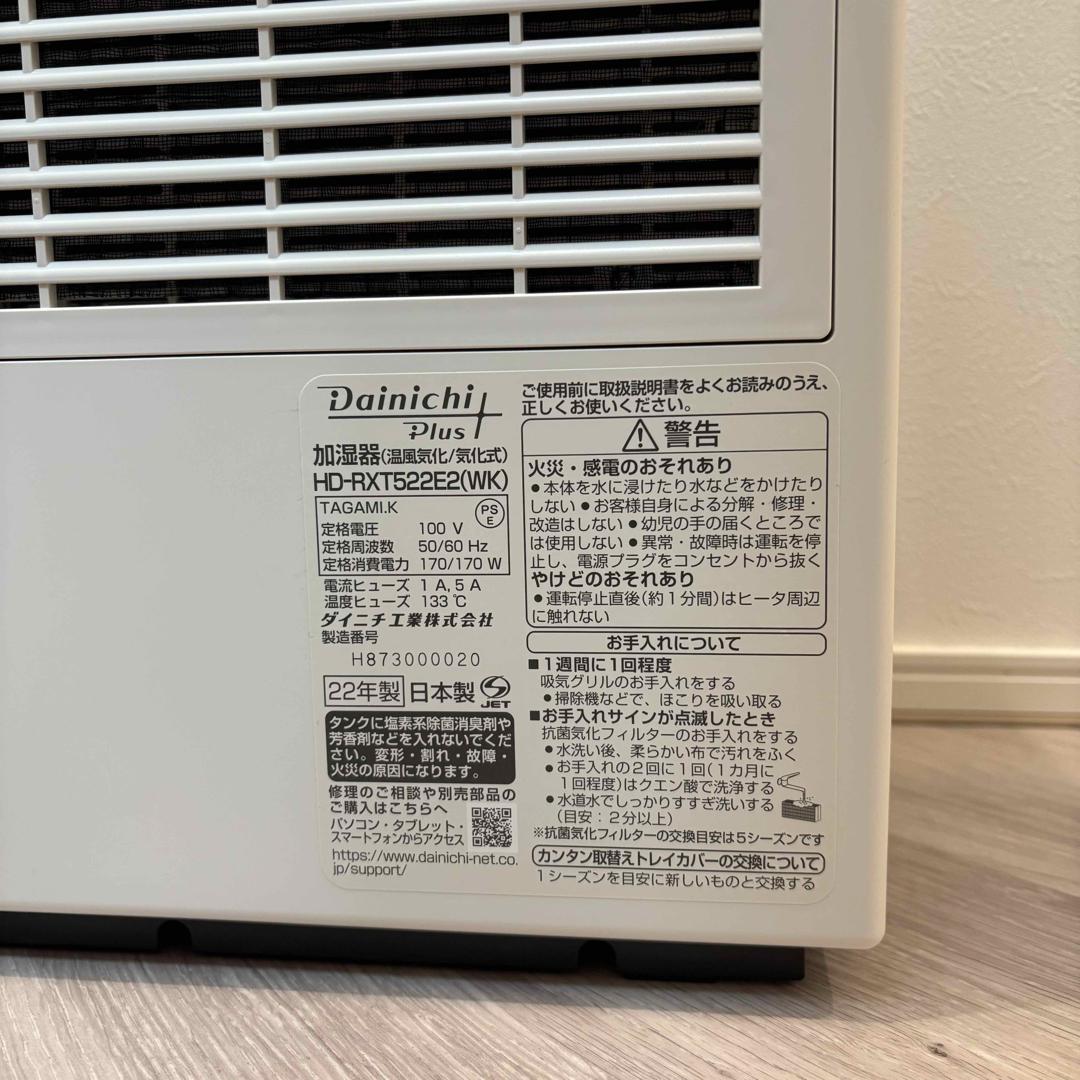 Dainichi
Plus
加湿器(温風気化/気化式)
HD-RXT522E2(WK)
TAGAMI.K
PS
E
定格電圧 100 V
定格周波数 50/60 Hz
定格消費電力 170/170 W
電流ヒューズ 1 A, 5 A
温度ヒューズ 133 ℃
ダイニチ工業株式会社
製造番号
H873000020
22年製 日本製 JET
タンクに塩素系除菌消臭剤や
芳香剤などを入れないでくだ
さい。変形・割れ・故障・
火災の原因になります。
修理のご相談や別売部品の
ご購入はこちらへ
パソコン・タブレット・
スマートフォンからアクセス
https://www.dainichi-net.co.
jp/support/
ご使用前に取扱説明書をよくお読みのうえ、
正しくお使いください。
警告
火災・感電のおそれあり
●本体を水に浸けたり水などをかけたり
しない ●お客様自身による分解・修理・
改造はしない ●幼児の手の届くところで
は使用しない ●異常・故障時は運転を停
止し、電源プラグをコンセントから抜く
やけどのおそれあり
●運転停止直後(約1分間)はヒータ周辺
に触れない
お手入れについて
■1週間に1回程度
吸気グリルのお手入れをする
●掃除機などで、ほこりを吸い取る
■お手入れサインが点滅したとき
抗菌気化フィルターのお手入れをする
●水洗い後、柔らかい布で汚れをふく
●お手入れの2回に1回(1カ月に
1回程度)はクエン酸で洗浄する
●水道水でしっかりすすぎ洗いする
(目安：2分以上)
※抗菌気化フィルターの交換目安は5シーズンです
カンタン取替えトレイカバーの交換について
1シーズンを目安に新しいものと交換する